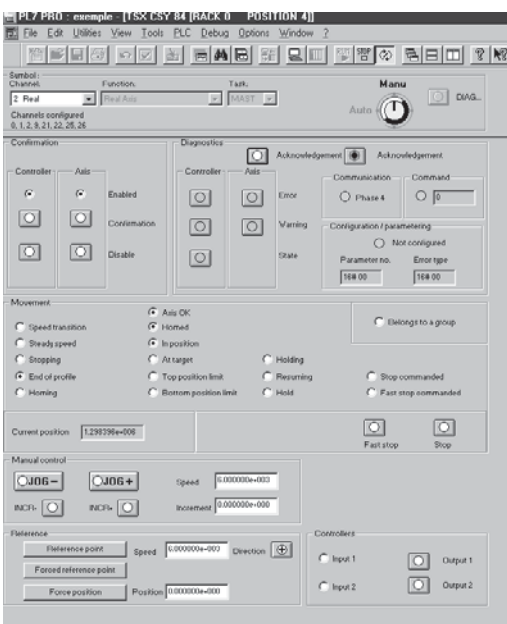 PL7 PRO : exemple - [TSX CSY 84 [RACK 0 POSITION 4]]
File Edit Utilities View Tools PLC Debug Options Window ?
Symbol :
Channel: Function: Task:
2 Real Real Axis MAST
Channels configured
0, 1, 2, 9, 21, 22, 25, 26
Manu
Auto
DIAG...
Confirmation
Controller Axis
Enabled
Confirmation
Disable
Diagnostics
Acknowledgement Acknowledgement
Controller Axis
Error
Warning
State
Communication
Phase 4
Command
0
Configuration / parametering
Not configured
Parameter no. Error type
16# 00 16# 00
Movement
Speed transition
Steady speed
Stopping
End of profile
Homing
Axis OK
Homed
In position
At target
Top position limit
Bottom position limit
Holding
Resuming
Hold
Belongs to a group
Stop commanded
Fast stop commanded
Current position 1.298396e+006
Fast stop Stop
Manual control
JOG - JOG +
INCR- INCR+
Speed 6.000000e+003
Increment 0.000000e+000
Reference
Reference point
Forced reference point
Force position
Speed 6.000000e+003 Direction
Position 0.000000e+000
Controllers
Input 1 Output 1
Input 2 Output 2